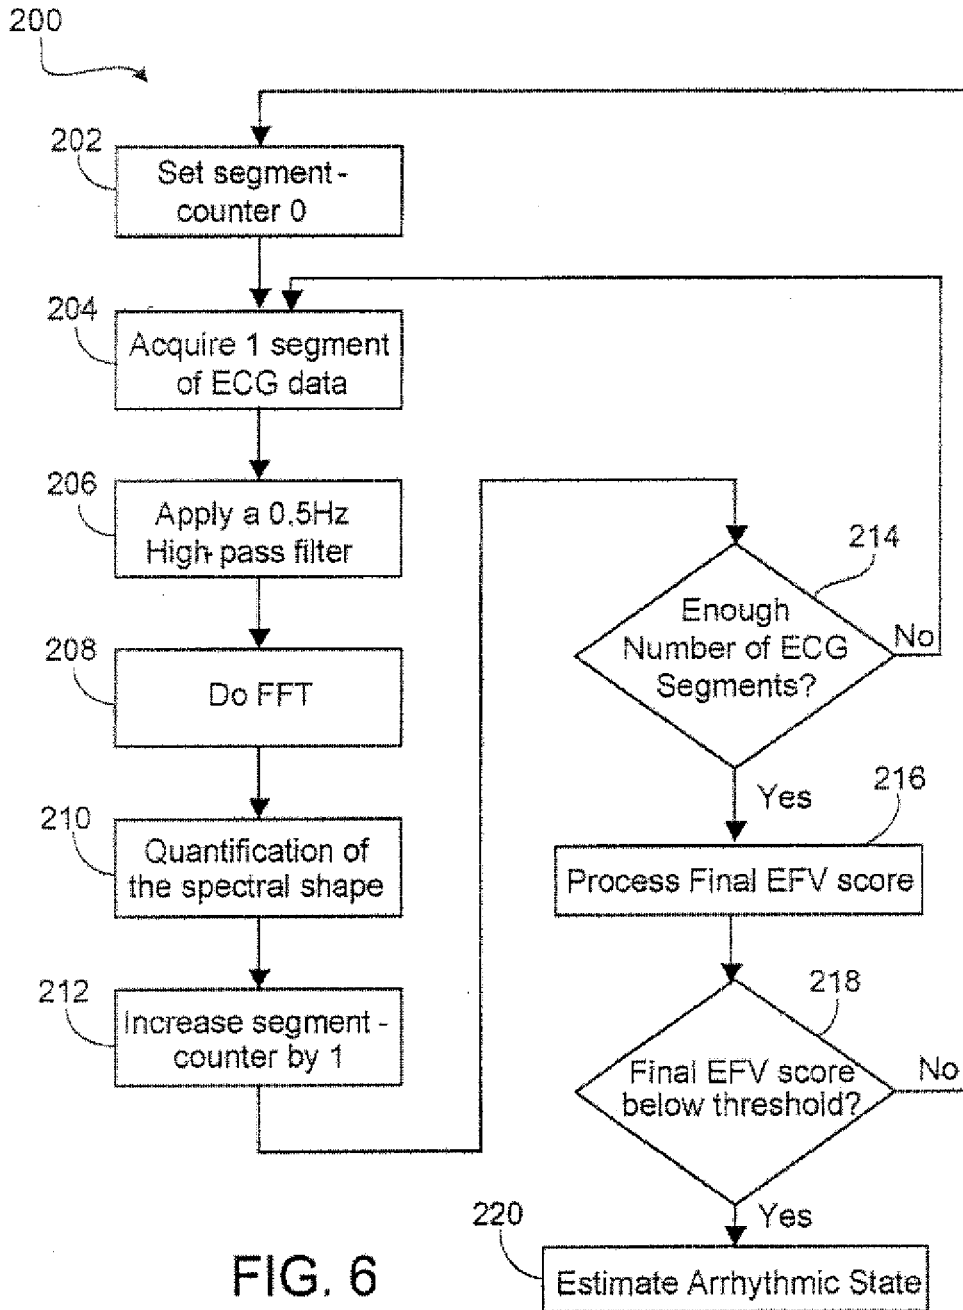 200
202
Set segment-
counter 0
204
Acquire 1 segment
of ECG data
206
Apply a 0.5Hz
High-pass filter
208
Do FFT
210
Quantification of
the spectral shape
212
Increase segment-
counter by 1
214
Enough
Number of ECG
Segments?
No
Yes
216
Process Final EFV score
218
Final EFV score
below threshold?
No
Yes
220
Estimate Arrhythmic State
FIG. 6